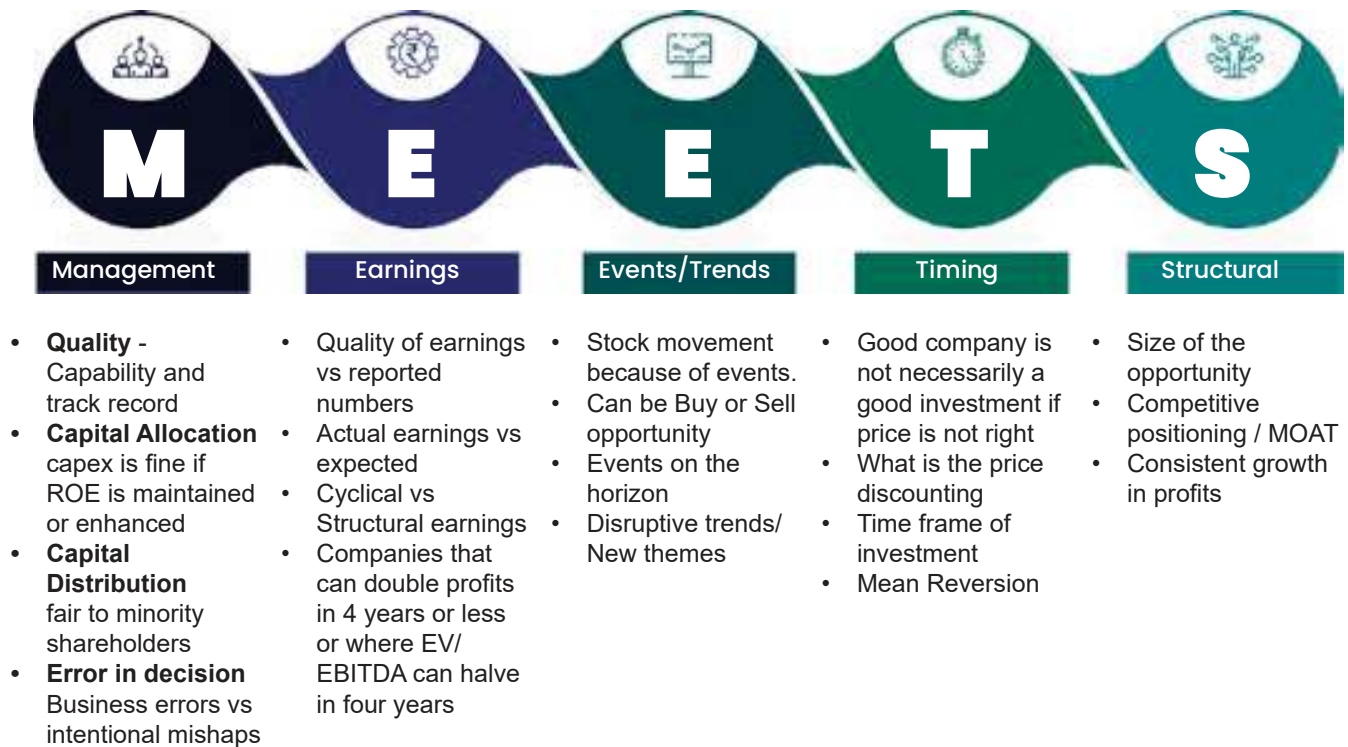 M
E
E
T
S
Management
Earnings
Events/Trends
Timing
Structural
• Quality -
Capability and
track record
• Capital Allocation
capex is fine if
ROE is maintained
or enhanced
• Capital
Distribution
fair to minority
shareholders
• Error in decision
Business errors vs
intentional mishaps
• Quality of earnings
vs reported
numbers
• Actual earnings vs
expected
• Cyclical vs
Structural earnings
• Companies that
can double profits
in 4 years or less
or where EV/
EBITDA can halve
in four years
• Stock movement
because of events.
• Can be Buy or Sell
opportunity
• Events on the
horizon
• Disruptive trends/
New themes
• Good company is
not necessarily a
good investment if
price is not right
• What is the price
discounting
• Time frame of
investment
• Mean Reversion
• Size of the
opportunity
• Competitive
positioning / MOAT
• Consistent growth
in profits